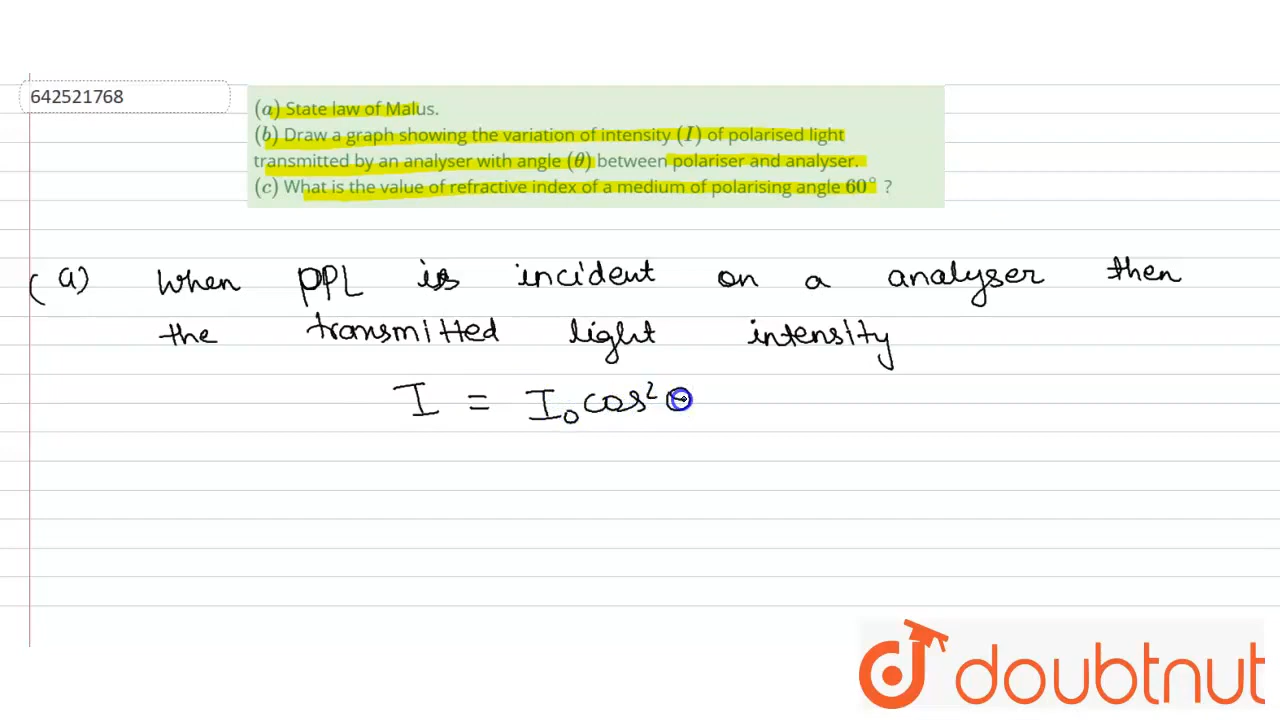 642521768
(a) State law of Malus.
(b) Draw a graph showing the variation of intensity (I) of polarised light
transmitted by an analyser with angle (θ) between polariser and analyser.
(c) What is the value of refractive index of a medium of polarising angle 60° ?
(a) When PPL is incident on a analyser then
the transmitted light intensity
I = I₀ cos² θ
doubtnut